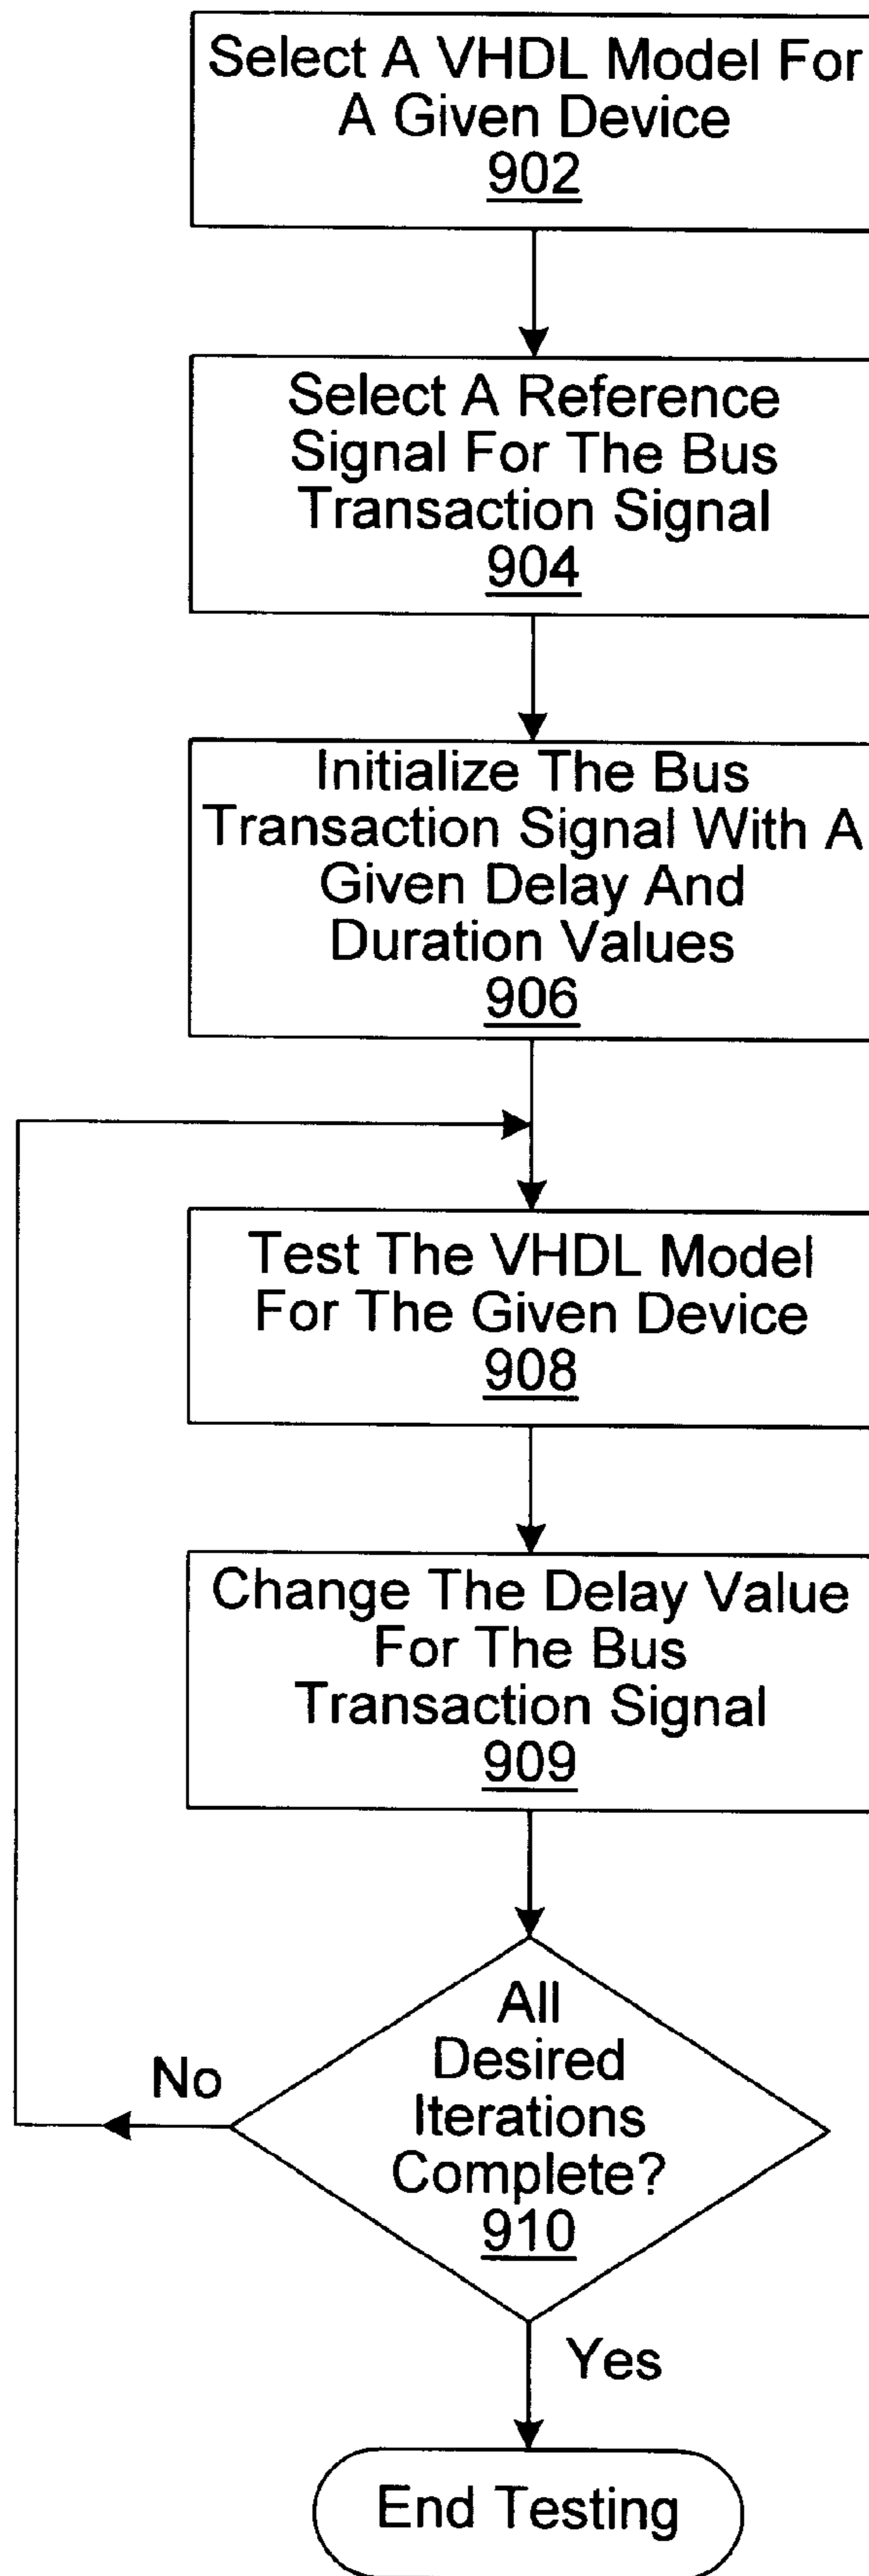 Select A VHDL Model For
A Given Device
902
Select A Reference
Signal For The Bus
Transaction Signal
904
Initialize The Bus
Transaction Signal With A
Given Delay And
Duration Values
906
Test The VHDL Model
For The Given Device
908
Change The Delay Value
For The Bus
Transaction Signal
909
All
Desired
Iterations
Complete?
910
No
Yes
End Testing